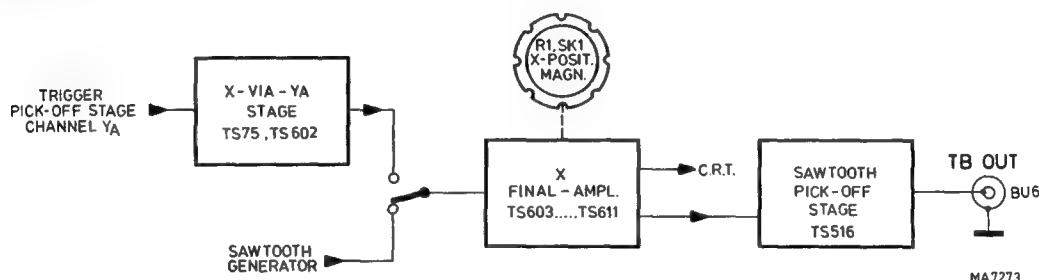 R1,SK1
X-POSIT.
MAGN.
TRIGGER
PICK-OFF STAGE
CHANNEL YA
X-VIA-YA
STAGE
TS75,TS602
X
FINAL-AMPL.
TS603.....TS611
C.R.T.
SAWTOOTH
PICK-OFF
STAGE
TS516
TB OUT
BU6
SAWTOOTH
GENERATOR
MA7273